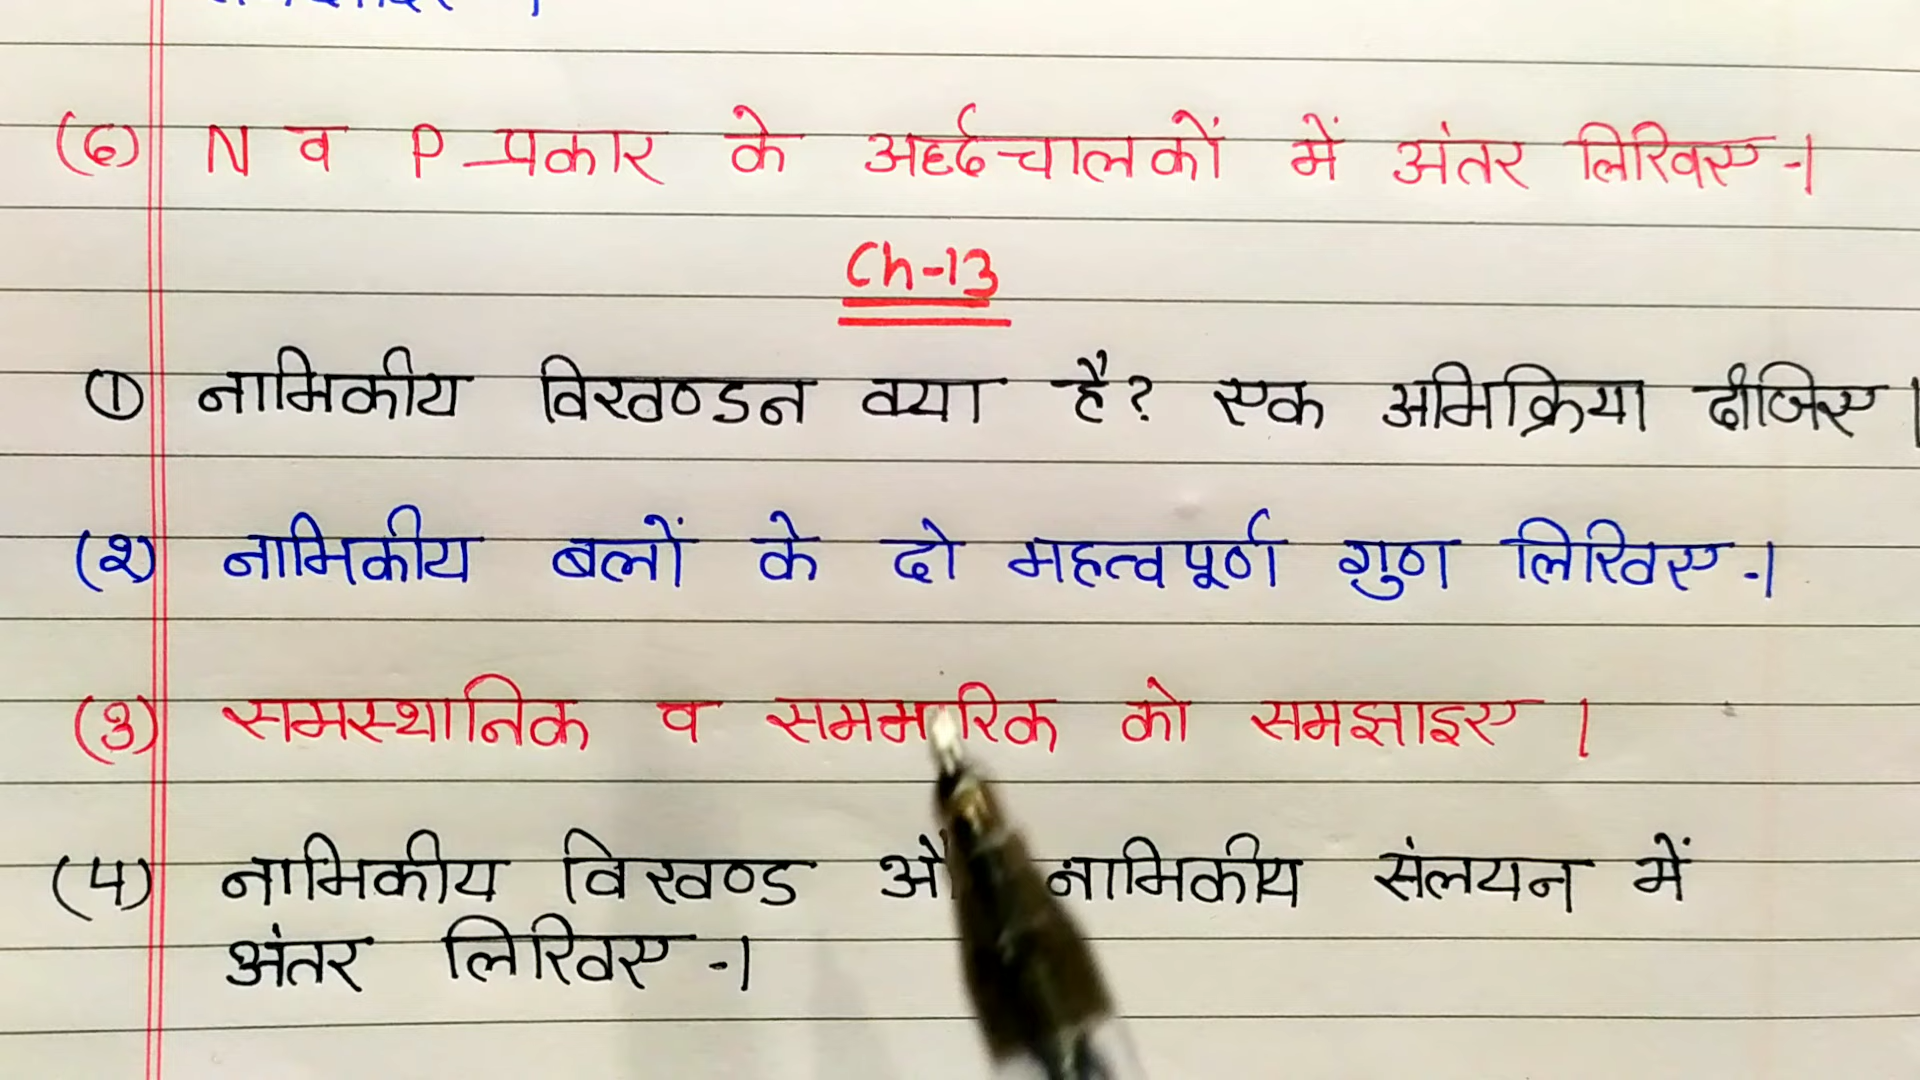 (6) N व P प्रकार के अर्द्धचालकों में अंतर लिखिए -।
Ch-13
① नाभिकीय विखण्डन क्या है? एक अभिक्रिया दीजिए।
(2) नाभिकीय बलों के दो महत्वपूर्ण गुण लिखिए -।
(3) समस्थानिक व समभारिक को समझाइए ।
(4) नाभिकीय विखण्ड नाभिकीय संलयन में
अंतर लिखिए -।